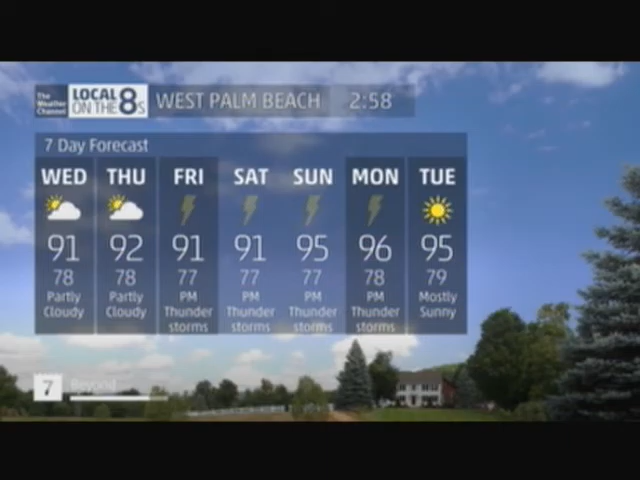 The Weather Channel
LOCAL ON THE 8s
WEST PALM BEACH 2:58
7 Day Forecast
WED THU FRI SAT SUN MON TUE
91 92 91 91 95 96 95
78 78 77 77 77 78 79
Partly Partly PM PM PM PM Mostly
Cloudy Cloudy Thunder Thunder Thunder Thunder Sunny
storms storms storms storms
7 Beyond